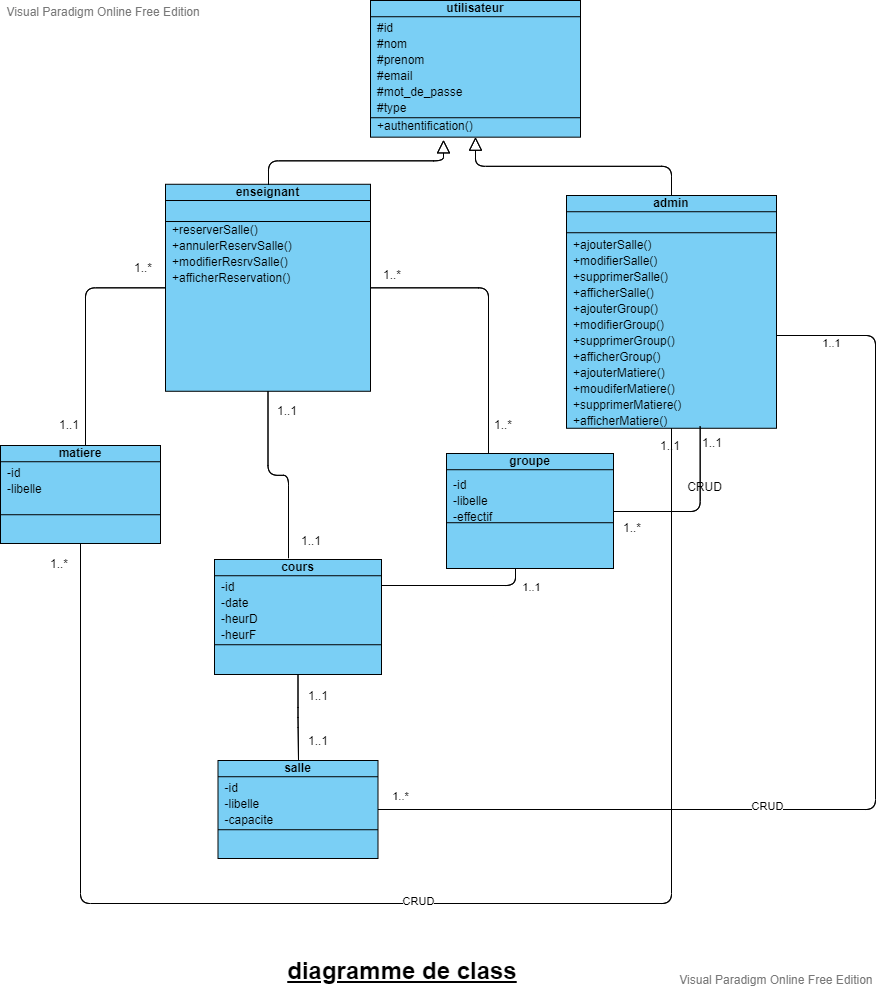 Visual Paradigm Online Free Edition
utilisateur
#id
#nom
#prenom
#email
#mot_de_passe
#type
+authentification()
enseignant
+reserverSalle()
+annulerReservSalle()
+modifierResrvSalle()
+afficherReservation()
admin
+ajouterSalle()
+modifierSalle()
+supprimerSalle()
+afficherSalle()
+ajouterGroup()
+modifierGroup()
+supprimerGroup()
+afficherGroup()
+ajouterMatiere()
+moudiferMatiere()
+supprimerMatiere()
+afficherMatiere()
1..*
1..*
1..1
1..1
1..1
1..*
1..1
1..1
matiere
-id
-libelle
groupe
-id
-libelle
-effectif
CRUD
1..*
1..1
1..*
1..1
cours
-id
-date
-heurD
-heurF
1..1
1..1
salle
-id
-libelle
-capacite
1..*
CRUD
CRUD
diagramme de class
Visual Paradigm Online Free Edition